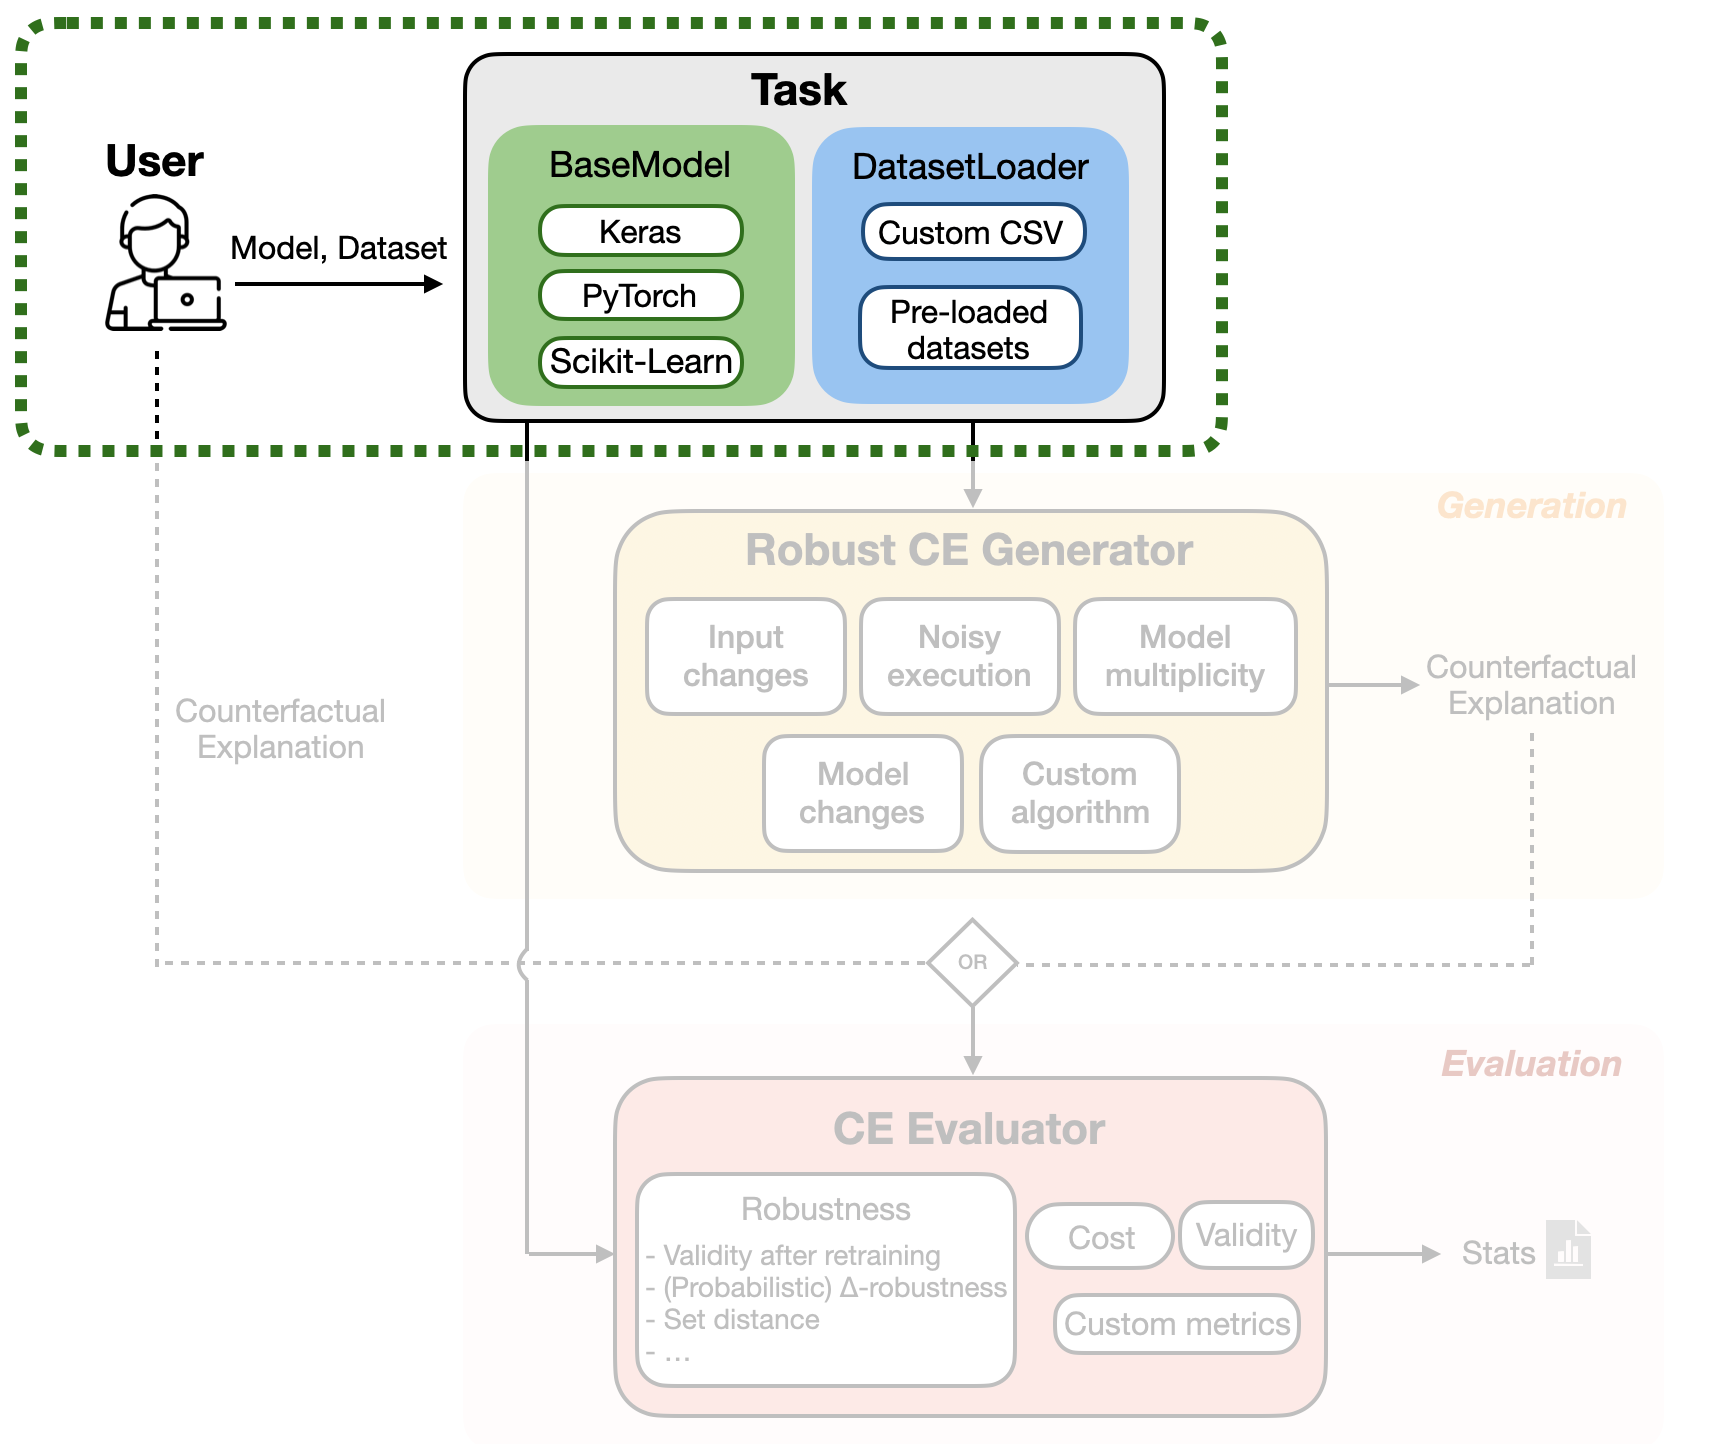 Task
User
BaseModel
DatasetLoader
Keras
Custom CSV
Model, Dataset
PyTorch
Pre-loaded
datasets
Scikit-Learn
Generation
Robust CE Generator
Input
changes
Noisy
execution
Model
multiplicity
Counterfactual
Explanation
Counterfactual
Explanation
Model
changes
Custom
algorithm
OR
Evaluation
CE Evaluator
Robustness
- Validity after retraining
- (Probabilistic) Δ-robustness
- Set distance
- ...
Cost
Validity
Custom metrics
Stats